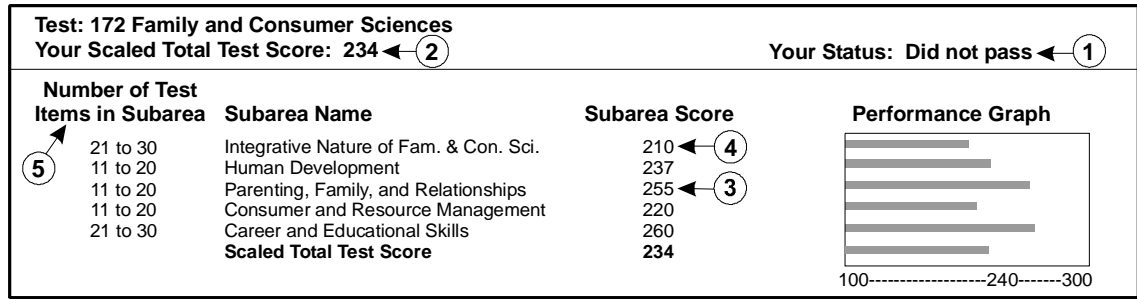 Test: 172 Family and Consumer Sciences
Your Scaled Total Test Score: 234 2
Your Status: Did not pass 1
Number of Test
Items in Subarea Subarea Name Subarea Score Performance Graph
5
21 to 30 Integrative Nature of Fam. & Con. Sci. 210 4
11 to 20 Human Development 237
11 to 20 Parenting, Family, and Relationships 255 3
11 to 20 Consumer and Resource Management 220
21 to 30 Career and Educational Skills 260
Scaled Total Test Score 234
100--------------------240-------300